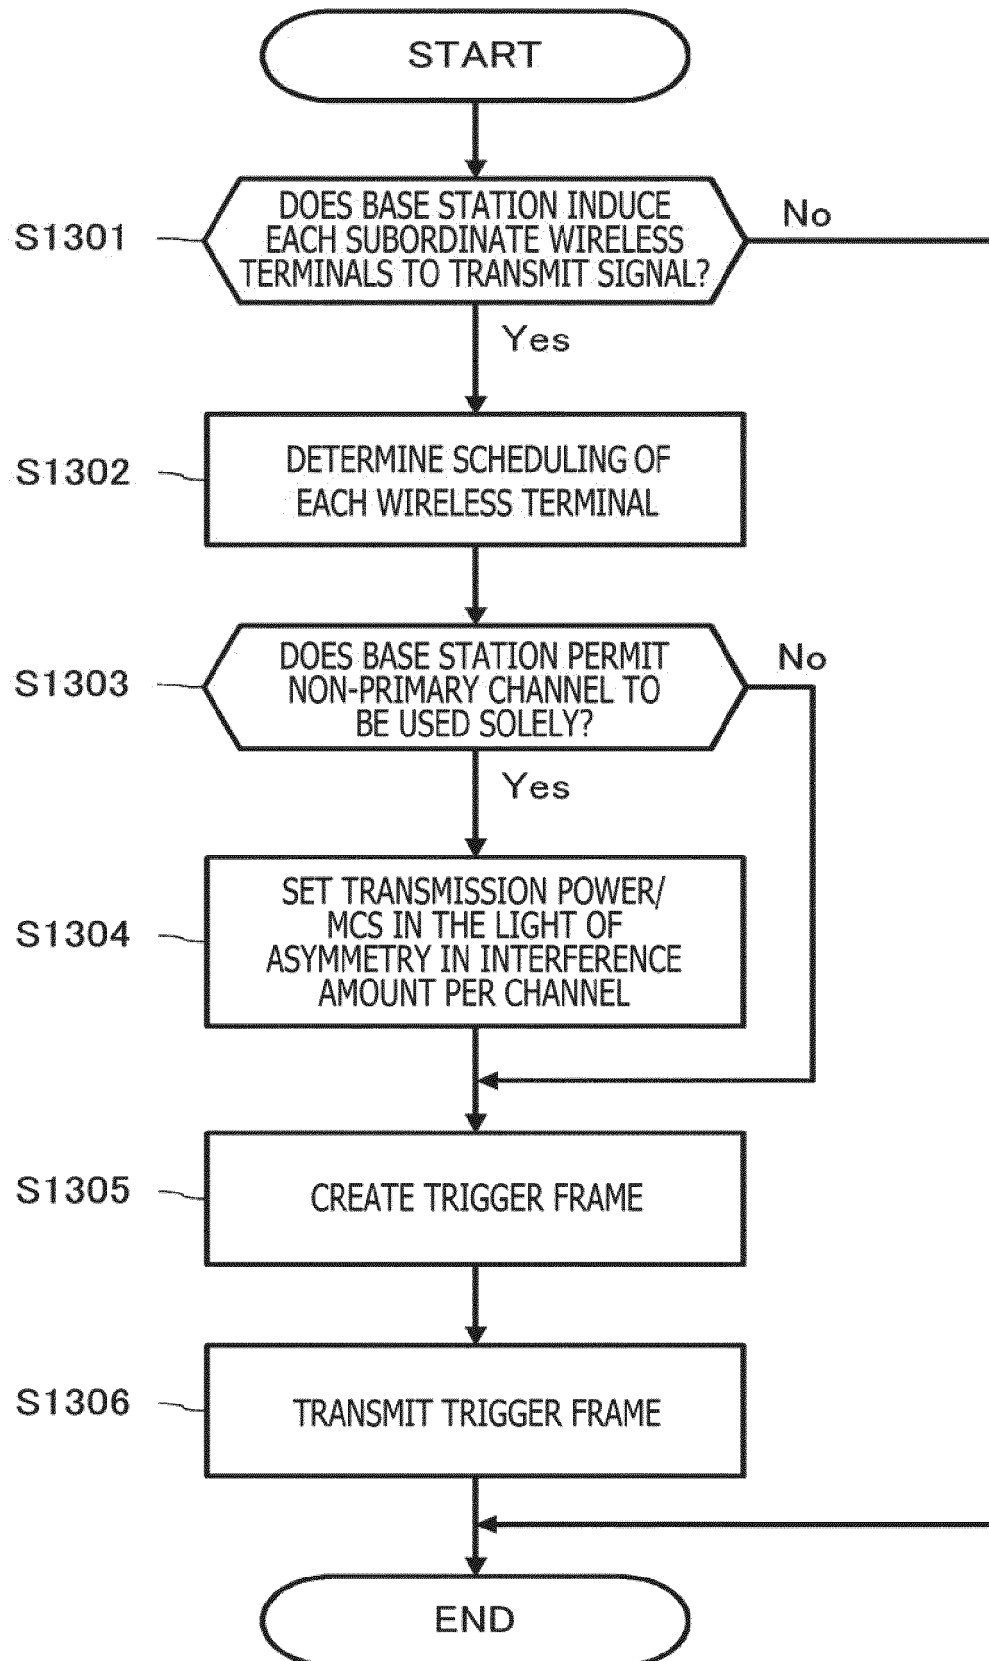 START
S1301
DOES BASE STATION INDUCE
EACH SUBORDINATE WIRELESS
TERMINALS TO TRANSMIT SIGNAL?
No
Yes
S1302
DETERMINE SCHEDULING OF
EACH WIRELESS TERMINAL
S1303
DOES BASE STATION PERMIT
NON-PRIMARY CHANNEL TO
BE USED SOLELY?
No
Yes
S1304
SET TRANSMISSION POWER/
MCS IN THE LIGHT OF
ASYMMETRY IN INTERFERENCE
AMOUNT PER CHANNEL
S1305
CREATE TRIGGER FRAME
S1306
TRANSMIT TRIGGER FRAME
END